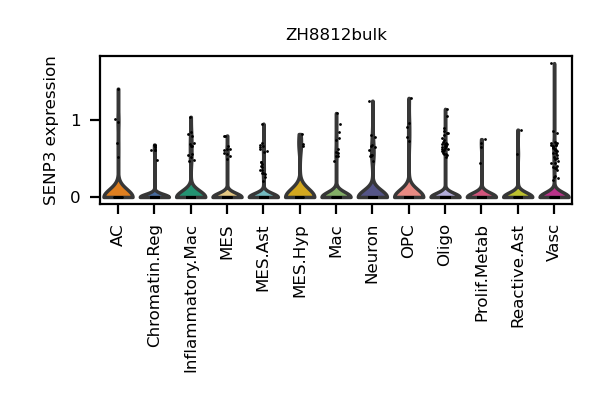 ZH8812bulk
SENP3 expression
1
0
AC
Chromatin.Reg
Inflammatory.Mac
MES
MES.Ast
MES.Hyp
Mac
Neuron
OPC
Oligo
Prolif.Metab
Reactive.Ast
Vasc